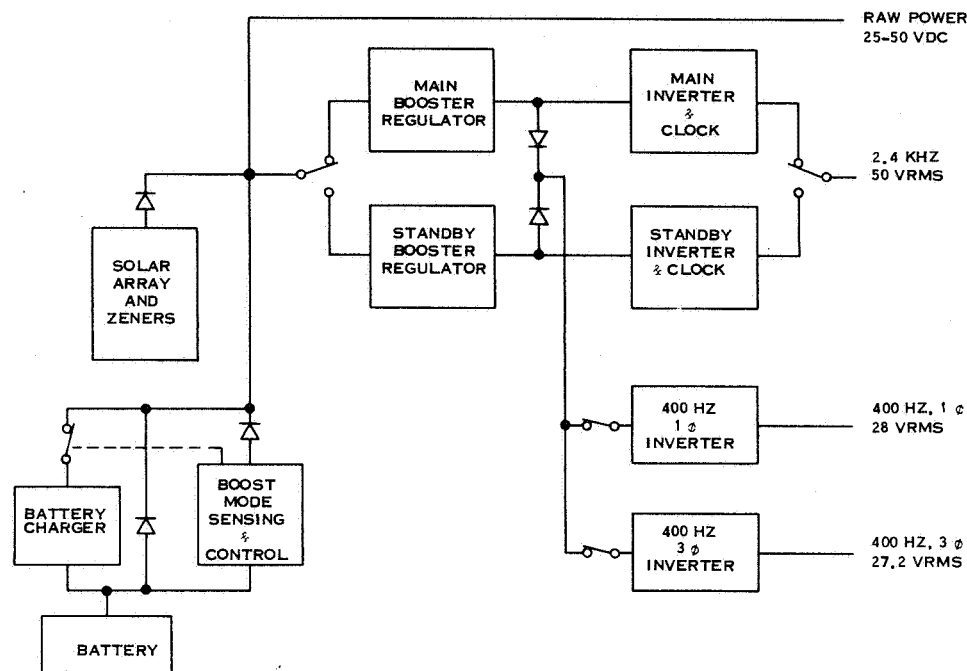 RAW POWER
25-50 VDC
MAIN
BOOSTER
REGULATOR
MAIN
INVERTER
&
CLOCK
2.4 KHZ
50 VRMS
STANDBY
BOOSTER
REGULATOR
STANDBY
INVERTER
& CLOCK
SOLAR
ARRAY
AND
ZENERS
400 HZ
1 ø
INVERTER
400 HZ, 1 ø
28 VRMS
BATTERY
CHARGER
BOOST
MODE
SENSING
&
CONTROL
400 HZ
3 ø
INVERTER
400 HZ, 3 ø
27.2 VRMS
BATTERY